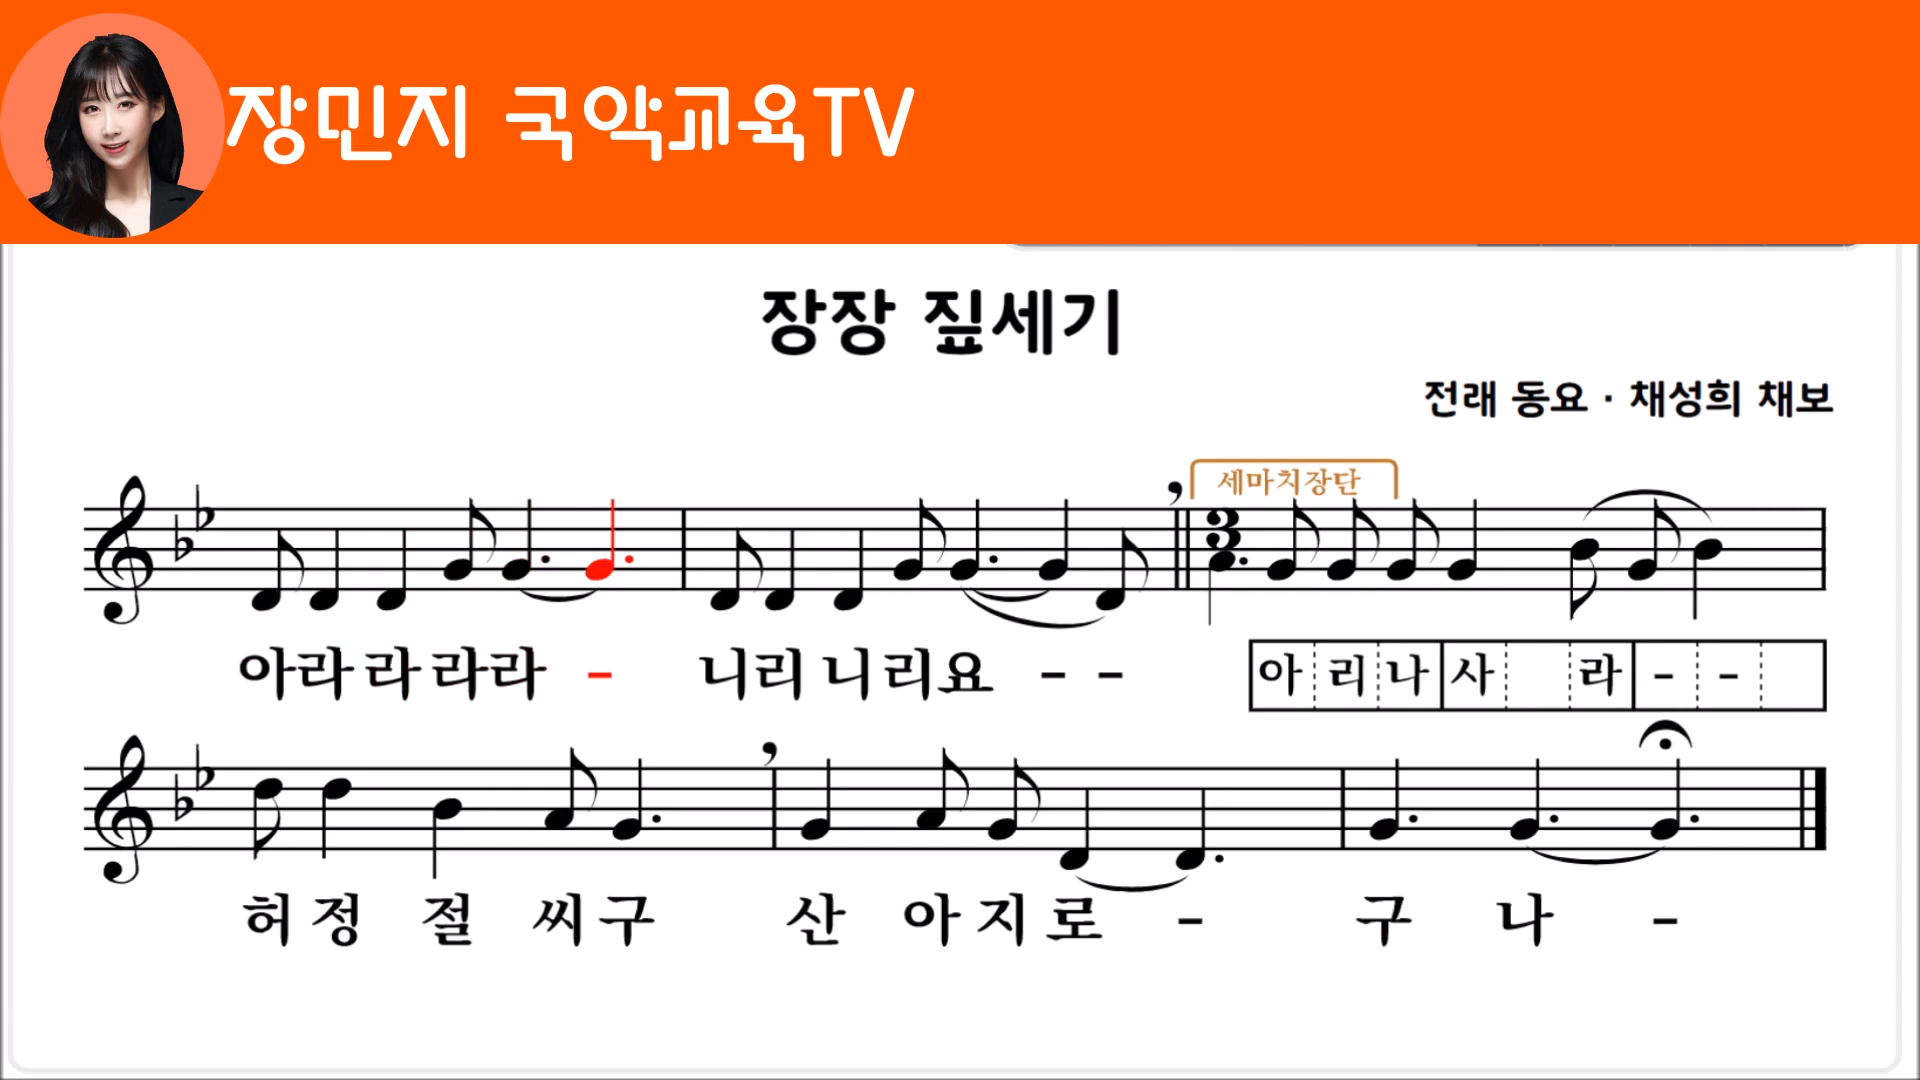 장민지 국악교육TV
장장 짚세기
전래 동요 · 채성희 채보
세마치장단
3
3
아라 라 라라 - 니리 니 리요 - - 아 리 나 사 라 - -
허 정 절 씨 구 산 아 지 로 - 구 나 -